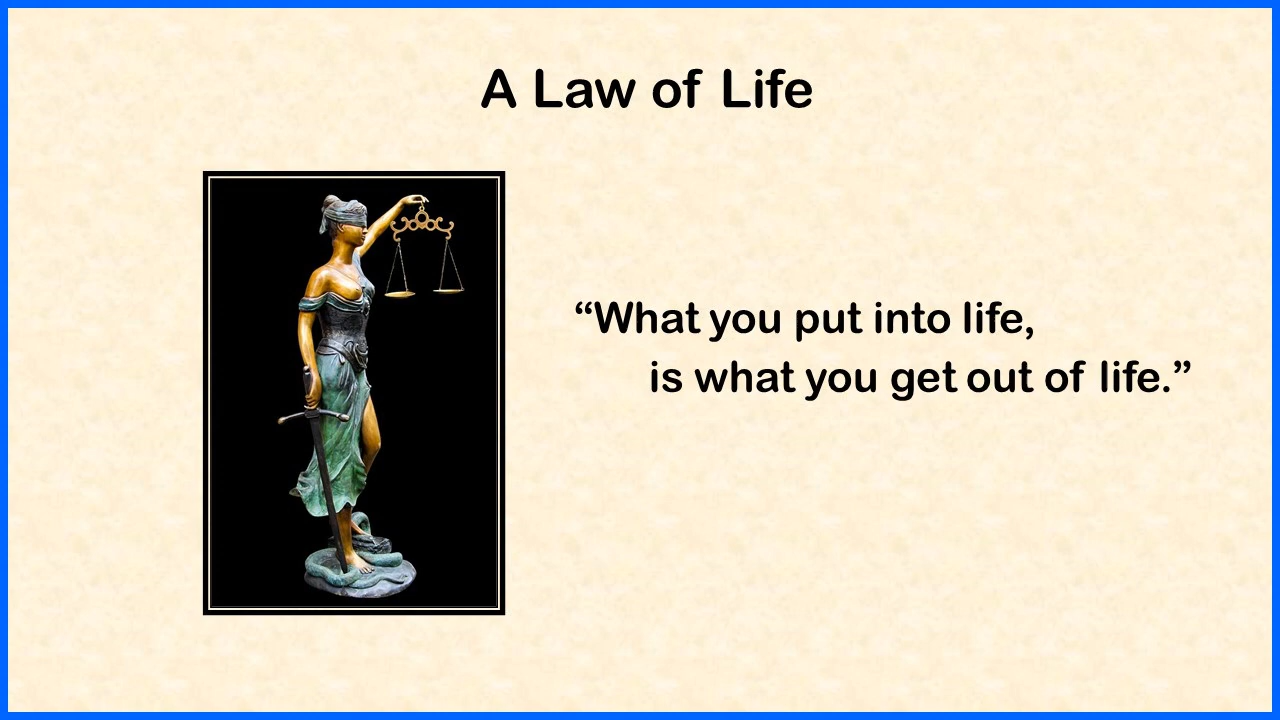 A Law of Life
“What you put into life,
is what you get out of life.”